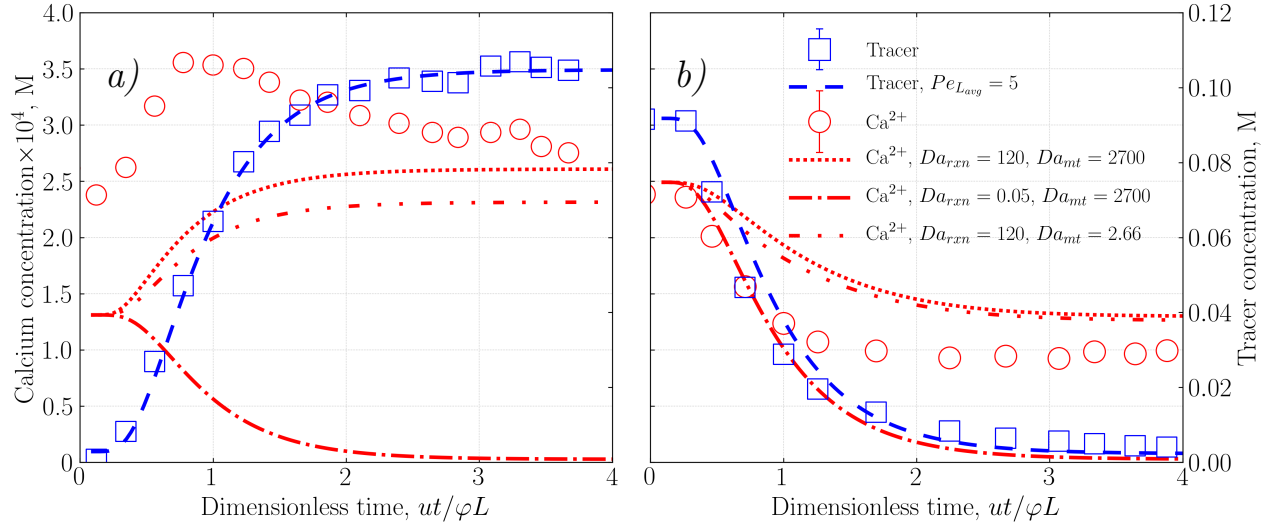 4.0
3.5
3.0
2.5
2.0
1.5
1.0
0.5
0
Calcium concentration×10⁴, M
a)
0
1
2
3
4
Dimensionless time, ut/φL
b)
Tracer
Tracer, Pe_{L_{avg}} = 5
Ca²⁺
Ca²⁺, Da_{rxn} = 120, Da_{mt} = 2700
Ca²⁺, Da_{rxn} = 0.05, Da_{mt} = 2700
Ca²⁺, Da_{rxn} = 120, Da_{mt} = 2.66
0
1
2
3
4
Dimensionless time, ut/φL
0.12
0.10
0.08
0.06
0.04
0.02
0.00
Tracer concentration, M